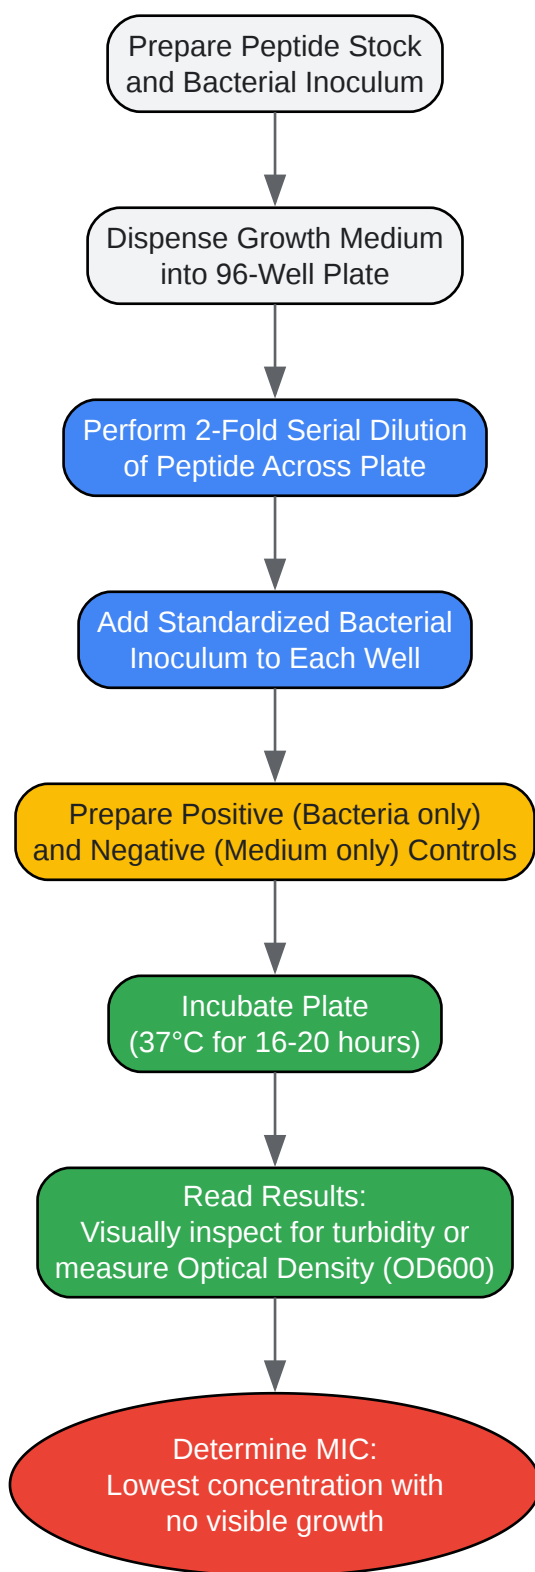 Prepare Peptide Stock
and Bacterial Inoculum
Dispense Growth Medium
into 96-Well Plate
Perform 2-Fold Serial Dilution
of Peptide Across Plate
Add Standardized Bacterial
Inoculum to Each Well
Prepare Positive (Bacteria only)
and Negative (Medium only) Controls
Incubate Plate
(37°C for 16-20 hours)
Read Results:
Visually inspect for turbidity or
measure Optical Density (OD600)
Determine MIC:
Lowest concentration with
no visible growth